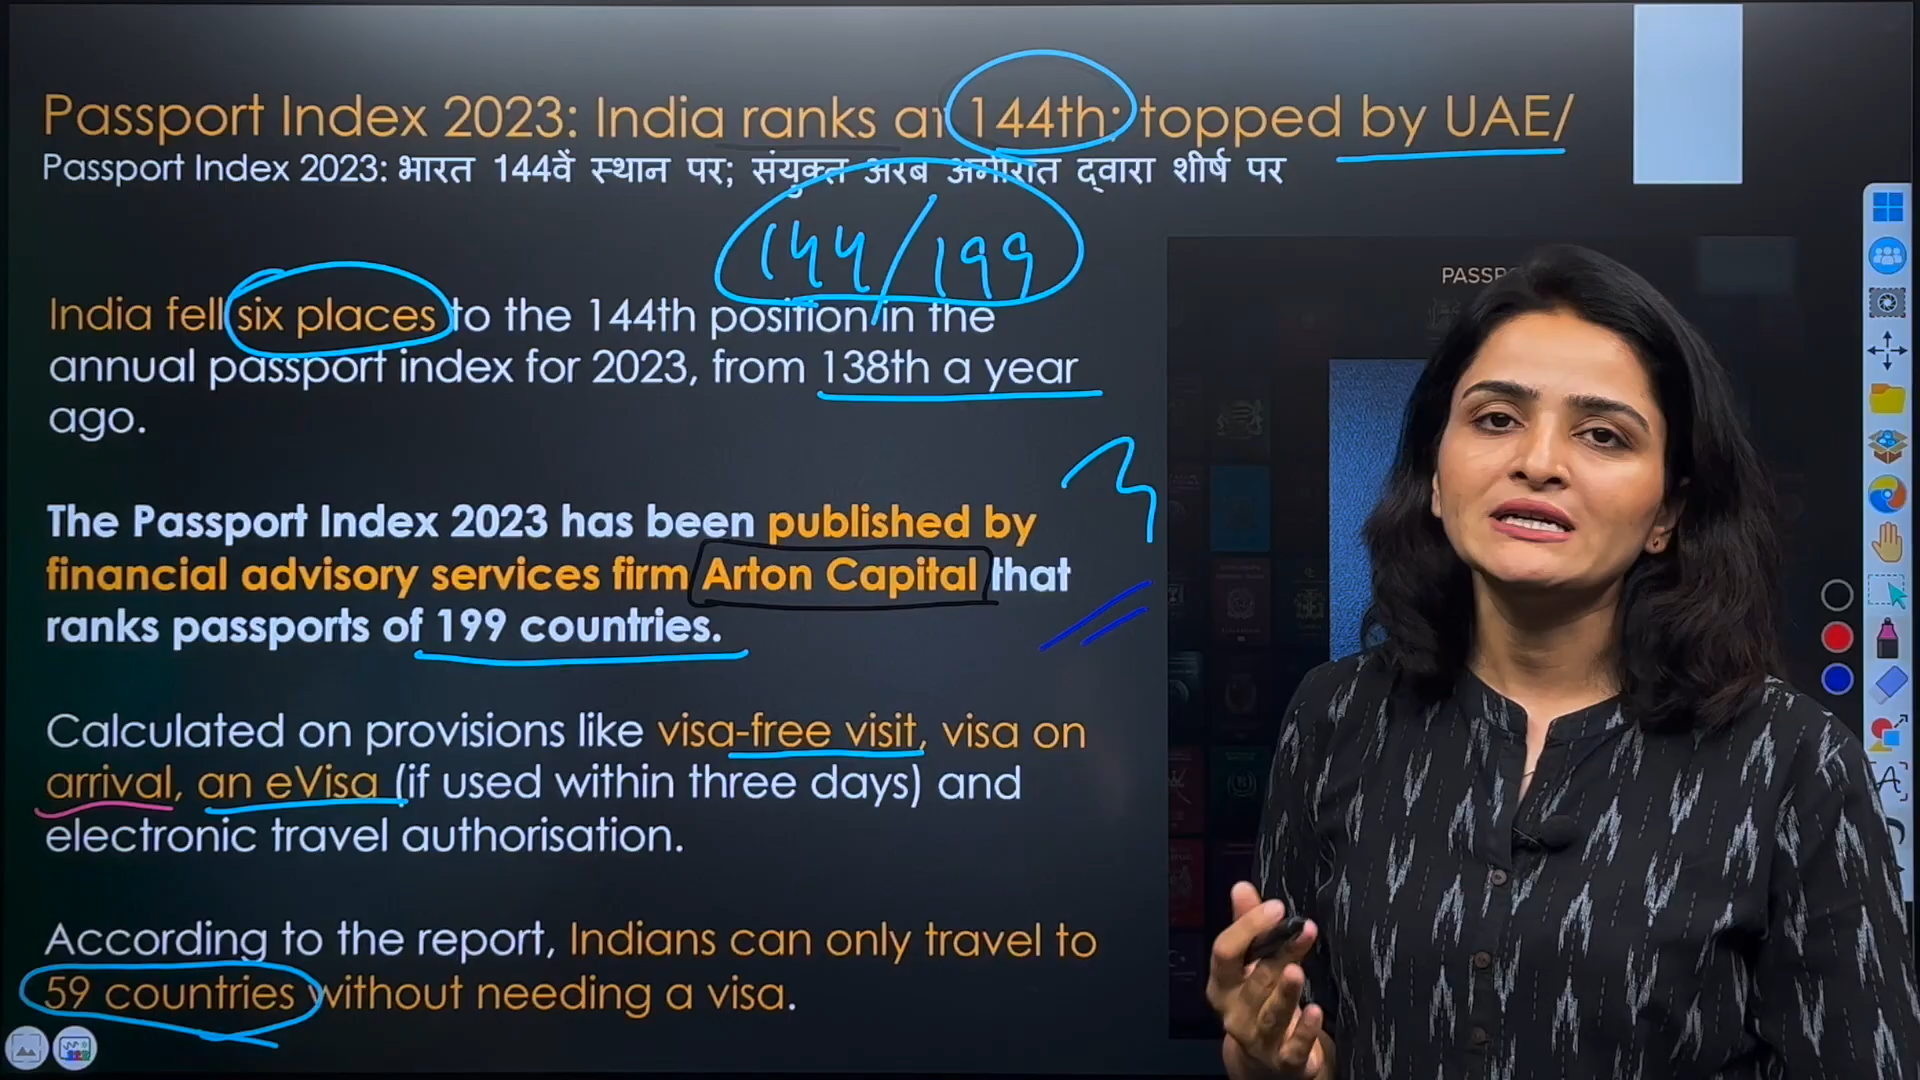 Passport Index 2023: India ranks at 144th; topped by UAE/
Passport Index 2023: भारत 144वें स्थान पर; संयुक्त अरब अमीरात द्वारा शीर्ष पर
144/199
India fell six places to the 144th position in the
annual passport index for 2023, from 138th a year
ago.
The Passport Index 2023 has been published by
financial advisory services firm Arton Capital that
ranks passports of 199 countries.
Calculated on provisions like visa-free visit, visa on
arrival, an eVisa (if used within three days) and
electronic travel authorisation.
According to the report, Indians can only travel to
59 countries without needing a visa.